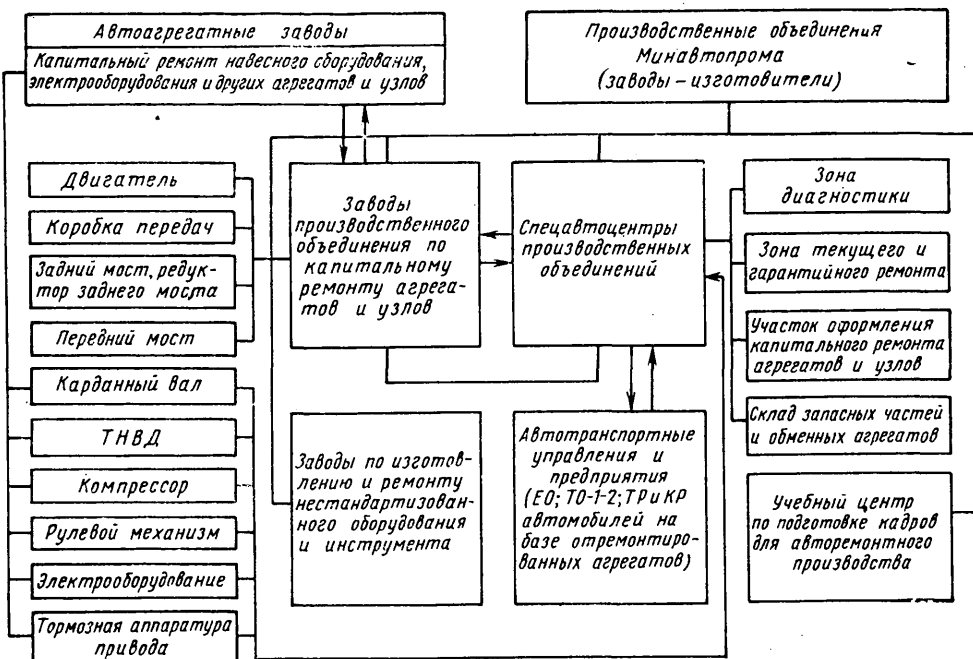 Автоагрегатные заводы
Капитальный ремонт навесного оборудования,
электрооборудования и других агрегатов и узлов
Производственные объединения
Минавтопрома
(заводы-изготовители)
Двигатель
Коробка передач
Задний мост, редук-
тор заднего моста
Передний мост
Карданный вал
ТНВД
Компрессор
Рулевой механизм
Электрооборудование
Тормозная аппаратура
привода
Заводы
производственного
объединения по
капитальному
ремонту агрега-
тов и узлов
Спецавтоцентры
производственных
объединений
Заводы по изготов-
лению и ремонту
нестандартизован-
ного оборудования
и инструмента
Автотранспортные
управления и
предприятия
(ЕО; ТО-1-2; ТР и КР
автомобилей на
базе отремонтиро-
ванных агрегатов)
Зона
диагностики
Зона текущего и
гарантийного ремонта
Участок оформления
капитального ремонта
агрегатов и узлов
Склад запасных частей
и обменных агрегатов
Учебный центр
по подготовке кадров
для авторемонтного
производства